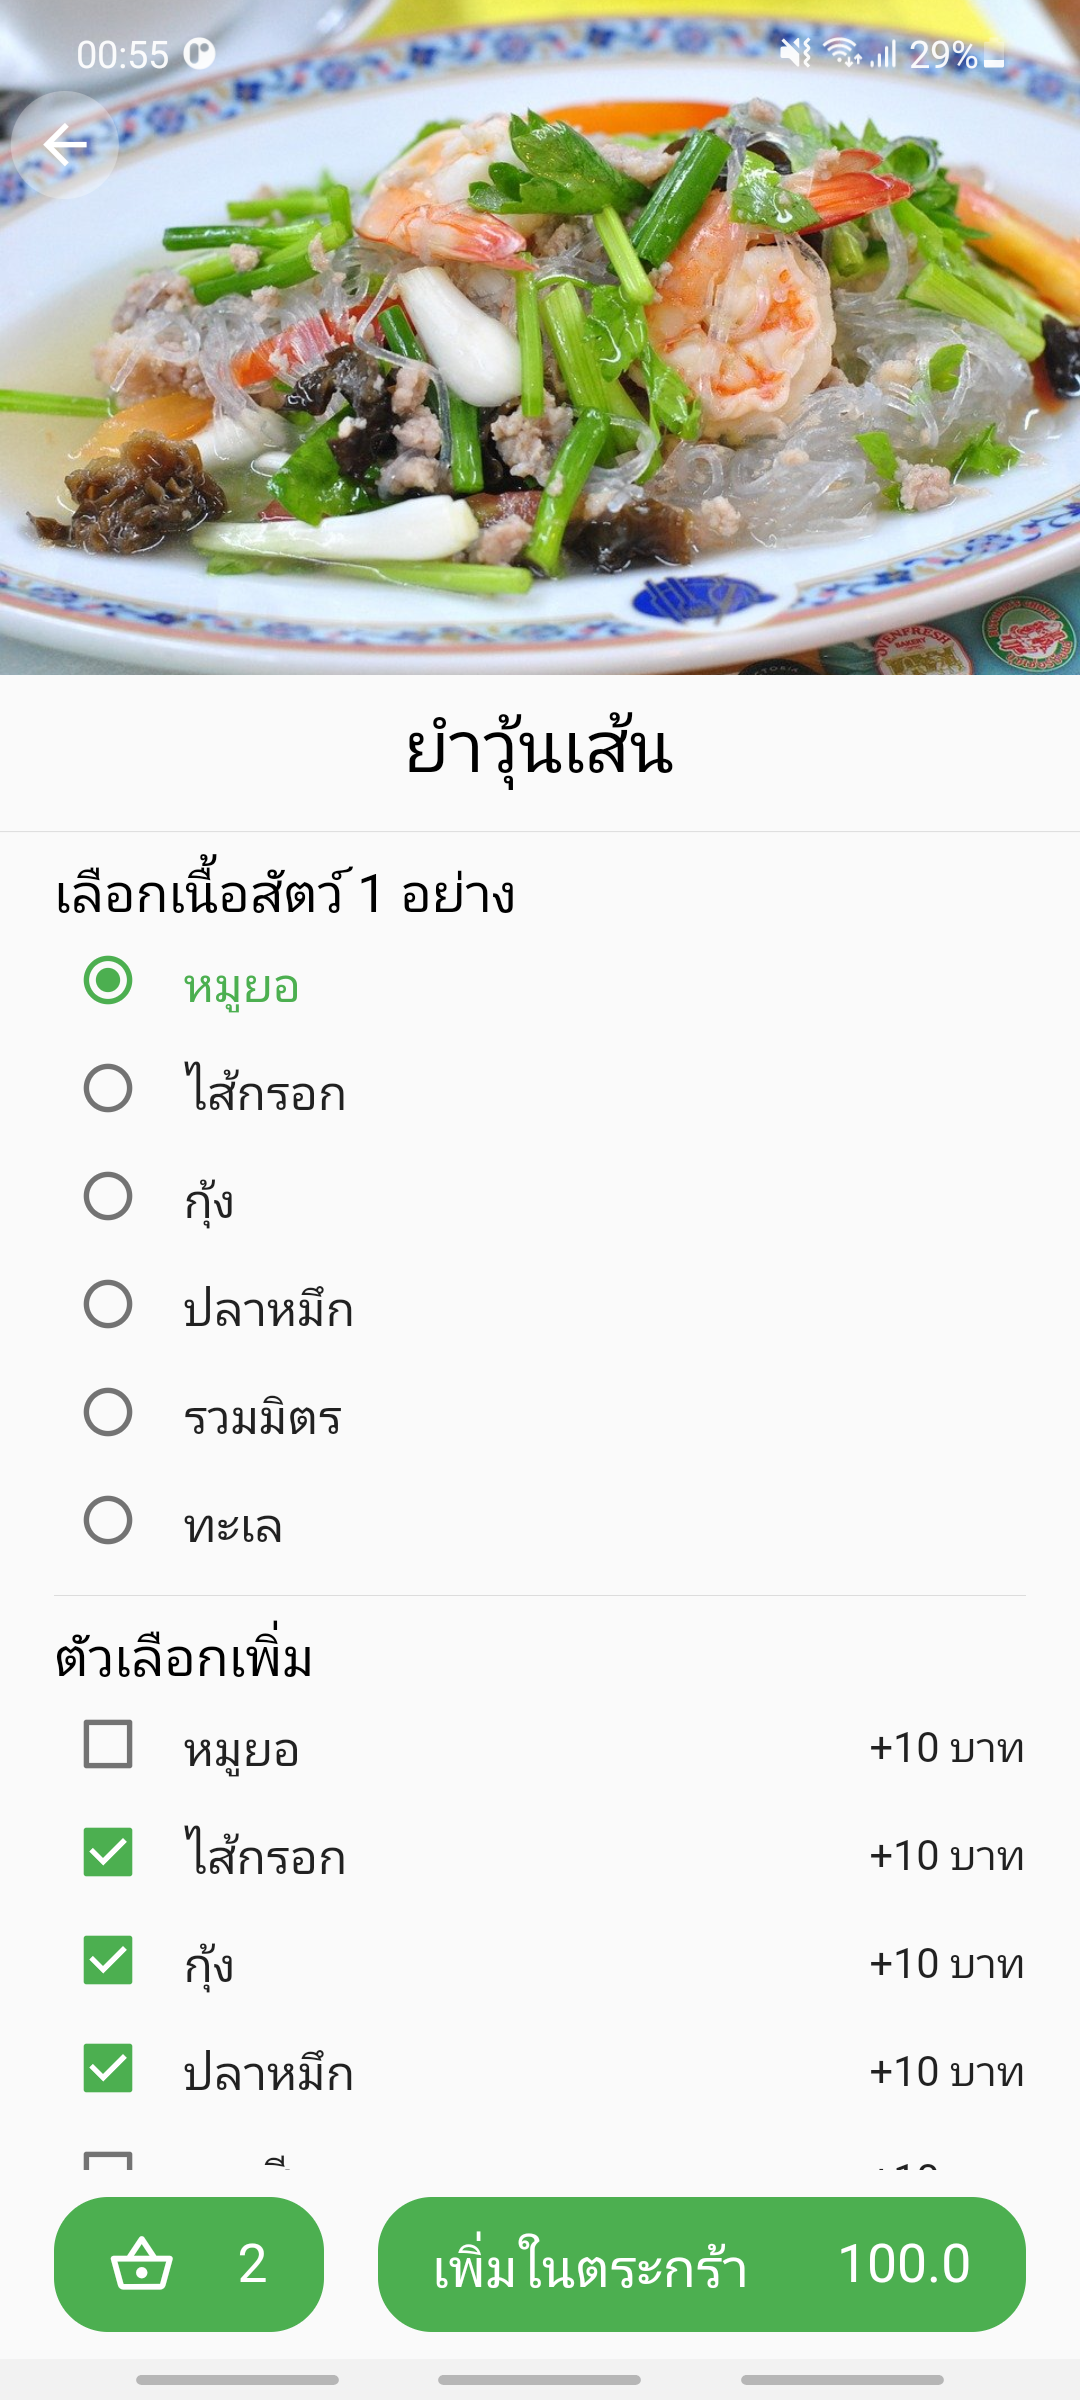 00:55 29%
OVENFRESH
BAKERY
ยำวุ้นเส้น
เลือกเนื้อสัตว์ 1 อย่าง
หมูยอ
ไส้กรอก
กุ้ง
ปลาหมึก
รวมมิตร
ทะเล
ตัวเลือกเพิ่ม
หมูยอ +10 บาท
ไส้กรอก +10 บาท
กุ้ง +10 บาท
ปลาหมึก +10 บาท
2 เพิ่มในตระกร้า 100.0